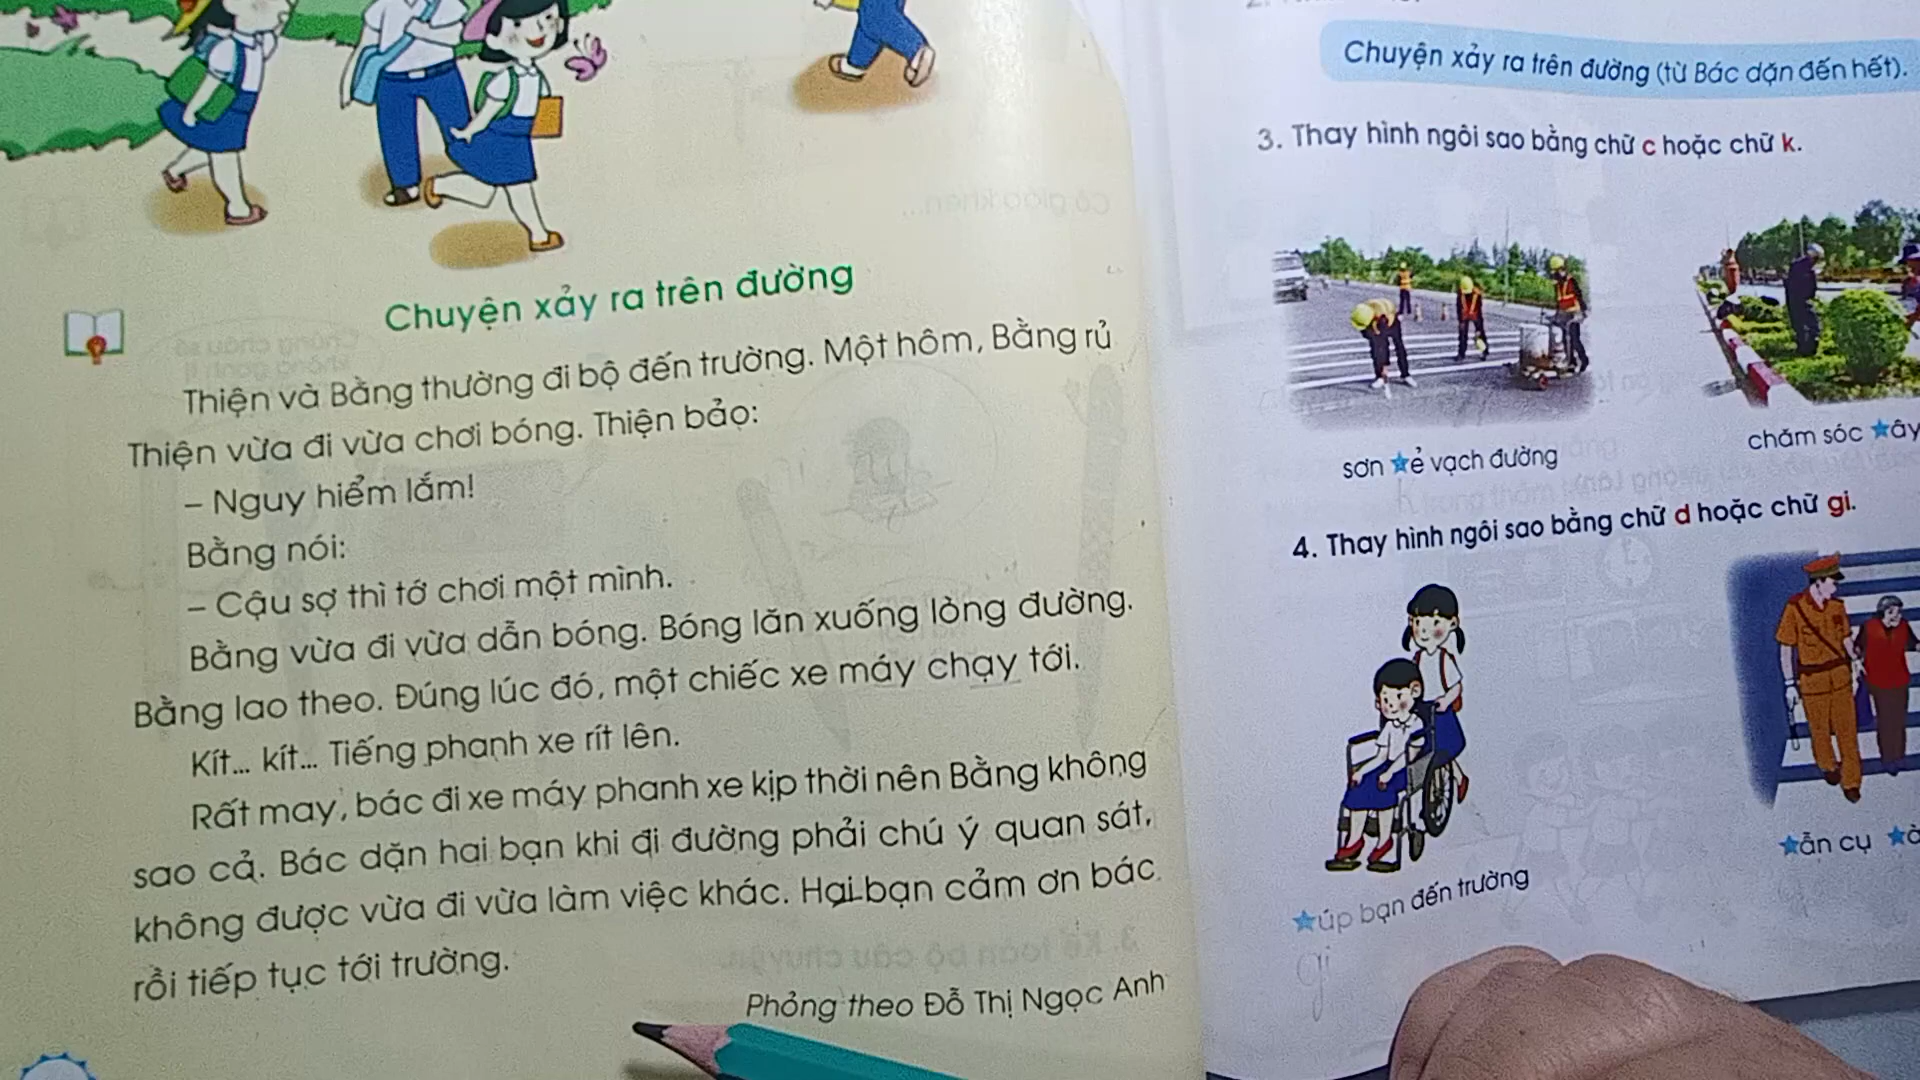 Chuyện xảy ra trên đường
Thiện và Bằng thường đi bộ đến trường. Một hôm, Bằng rủ
Thiện vừa đi vừa chơi bóng. Thiện bảo:
– Nguy hiểm lắm!
Bằng nói:
– Cậu sợ thì tớ chơi một mình.
Bằng vừa đi vừa dẫn bóng. Bóng lăn xuống lòng đường.
Bằng lao theo. Đúng lúc đó, một chiếc xe máy chạy tới.
Kít... kít... Tiếng phanh xe rít lên.
Rất may, bác đi xe máy phanh xe kịp thời nên Bằng không
sao cả. Bác dặn hai bạn khi đi đường phải chú ý quan sát,
không được vừa đi vừa làm việc khác. Hai bạn cảm ơn bác
rồi tiếp tục tới trường.
Phỏng theo Đỗ Thị Ngọc Anh
Chuyện xảy ra trên đường (từ Bác dặn đến hết).
3. Thay hình ngôi sao bằng chữ c hoặc chữ k.
sơn ★ẻ vạch đường
chăm sóc ★ây
4. Thay hình ngôi sao bằng chữ d hoặc chữ gi.
★úp bạn đến trường
★ẫn cụ ★à
gi